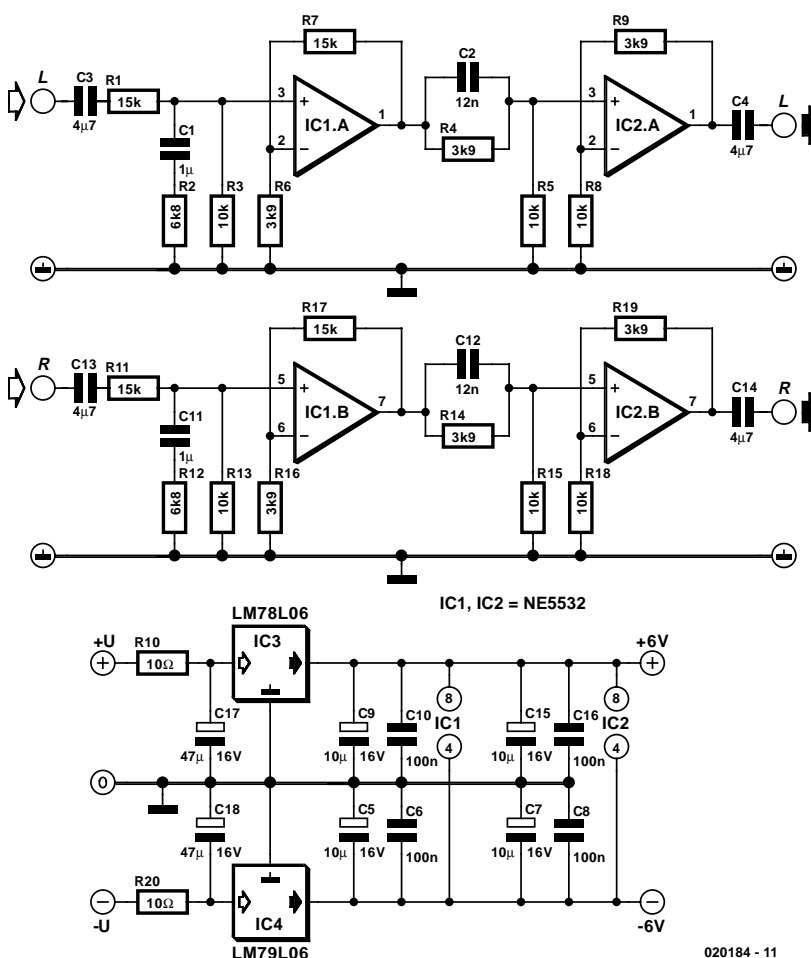 R7
15k
R9
3k9
L
C3
4µ7
R1
15k
C1
1µ
R2
6k8
R3
10k
R6
3k9
3
+
2
−
IC1.A
1
C2
12n
R4
3k9
R5
10k
R8
10k
3
+
2
−
IC2.A
1
C4
4µ7
L
R17
15k
R19
3k9
R
C13
4µ7
R11
15k
C11
1µ
R12
6k8
R13
10k
R16
3k9
5
+
6
−
IC1.B
7
C12
12n
R14
3k9
R15
10k
R18
10k
5
+
6
−
IC2.B
7
C14
4µ7
R
IC1, IC2 = NE5532
LM78L06
+U
+
R10
10Ω
IC3
+6V
+
C17
47µ 16V
C9
10µ 16V
C10
100n
8
IC1
4
C15
10µ 16V
C16
100n
8
IC2
4
0
C18
47µ 16V
C5
10µ 16V
C6
100n
C7
10µ 16V
C8
100n
R20
10Ω
−
-U
IC4
LM79L06
−
-6V
020184 - 11